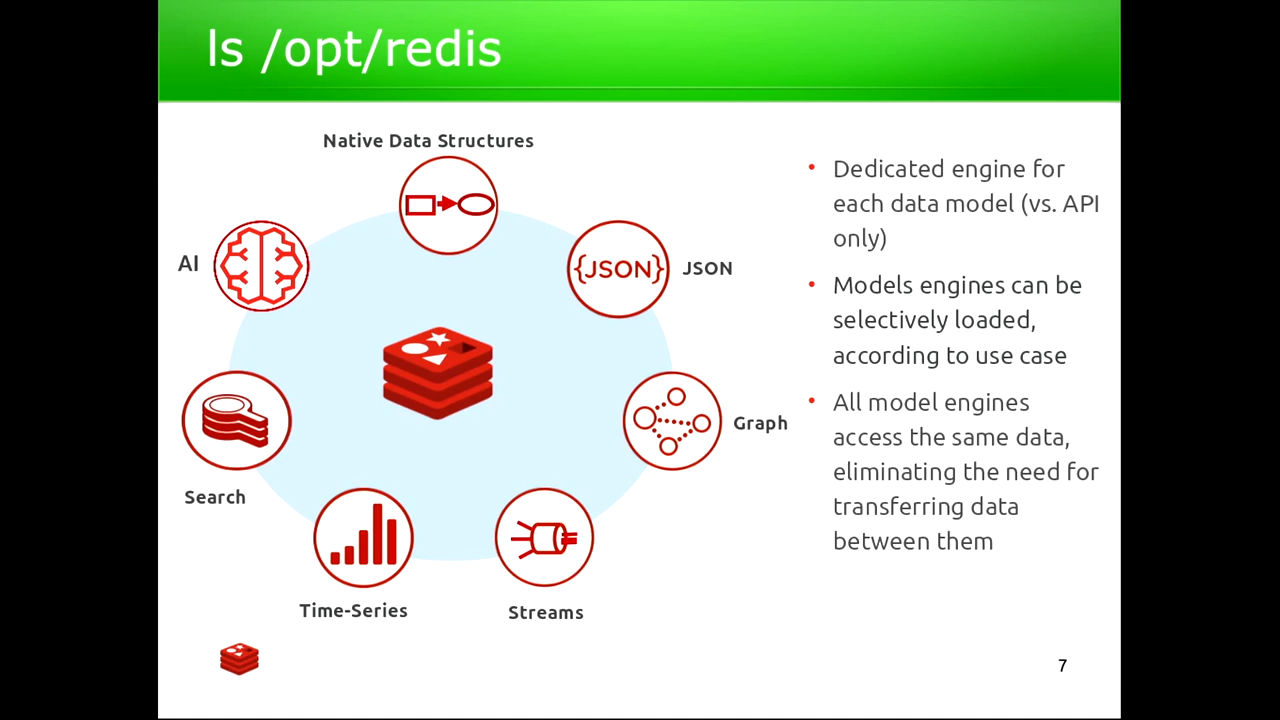 ls /opt/redis
Native Data Structures
AI
{JSON}
JSON
Graph
Search
Time-Series
Streams
• Dedicated engine for
each data model (vs. API
only)
• Models engines can be
selectively loaded,
according to use case
• All model engines
access the same data,
eliminating the need for
transferring data
between them
7